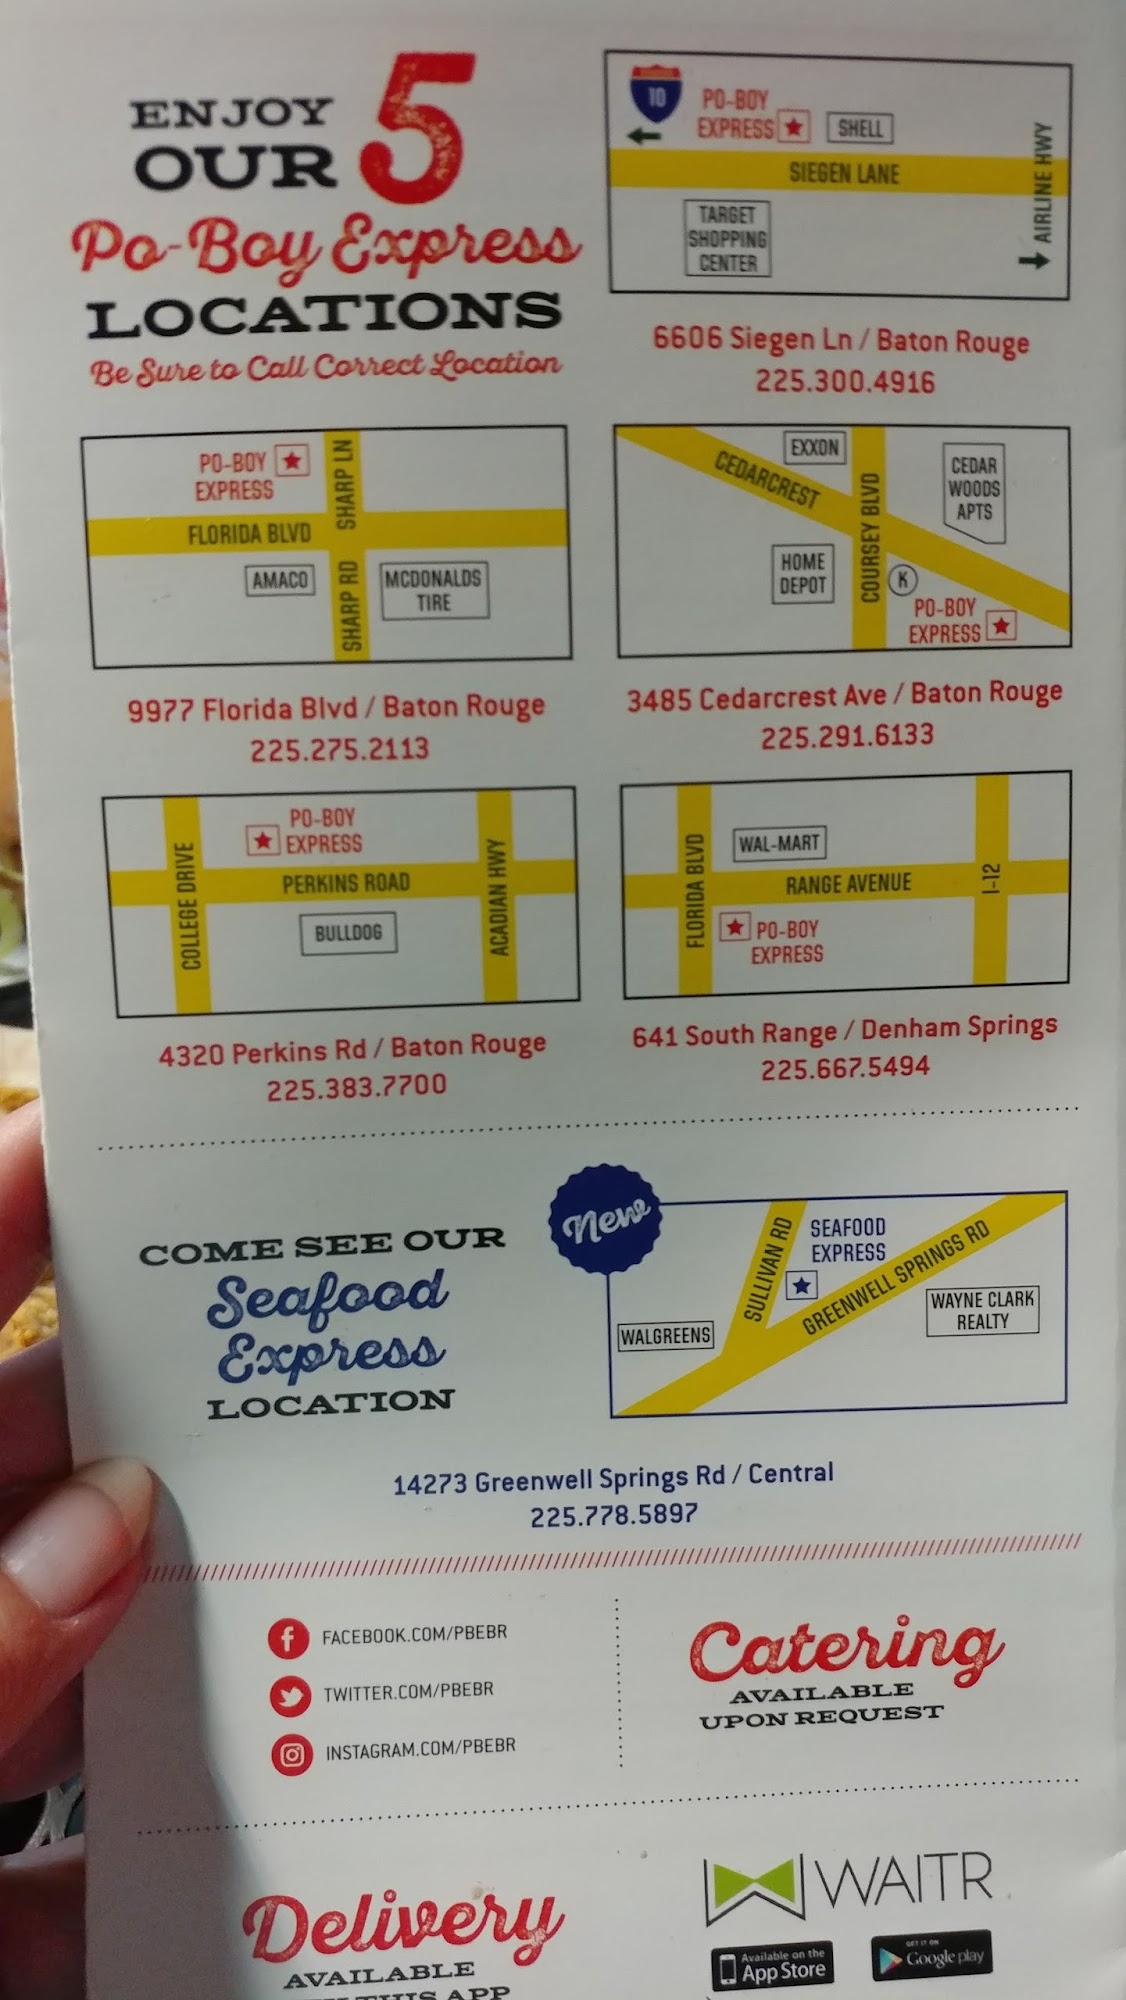 ENJOY
OUR 5
Po-Boy Express
LOCATIONS
Be Sure to Call Correct Location
10
PO-BOY
EXPRESS
SHELL
SIEGEN LANE
AIRLINE HWY
TARGET
SHOPPING
CENTER
6606 Siegen Ln / Baton Rouge
225.300.4916
PO-BOY
EXPRESS
SHARP LN
FLORIDA BLVD
AMACO
SHARP RD
MCDONALDS
TIRE
9977 Florida Blvd / Baton Rouge
225.275.2113
EXXON
CEDARCREST
COURSEY BLVD
CEDAR
WOODS
APTS
HOME
DEPOT
K
PO-BOY
EXPRESS
3485 Cedarcrest Ave / Baton Rouge
225.291.6133
COLLEGE DRIVE
PO-BOY
EXPRESS
PERKINS ROAD
ACADIAN HWY
BULLDOG
4320 Perkins Rd / Baton Rouge
225.383.7700
FLORIDA BLVD
WAL-MART
RANGE AVENUE
I-12
PO-BOY
EXPRESS
641 South Range / Denham Springs
225.667.5494
COME SEE OUR
Seafood
Express
LOCATION
New
SULLIVAN RD
SEAFOOD
EXPRESS
GREENWELL SPRINGS RD
WALGREENS
WAYNE CLARK
REALTY
14273 Greenwell Springs Rd / Central
225.778.5897
FACEBOOK.COM/PBEBR
TWITTER.COM/PBEBR
INSTAGRAM.COM/PBEBR
Catering
AVAILABLE
UPON REQUEST
Delivery
AVAILABLE
THIS APP
WAITR
Available on the
App Store
GET IT ON
Google play